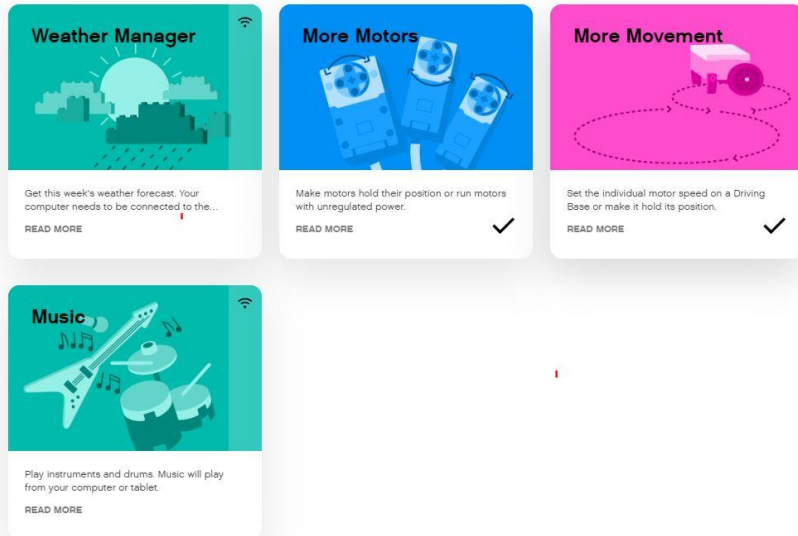 Weather Manager
Get this week's weather forecast. Your
computer needs to be connected to the...
READ MORE
More Motors
Make motors hold their position or run motors
with unregulated power.
READ MORE
More Movement
Set the individual motor speed on a Driving
Base or make it hold its position.
READ MORE
Music
Play instruments and drums. Music will play
from your computer or tablet.
READ MORE